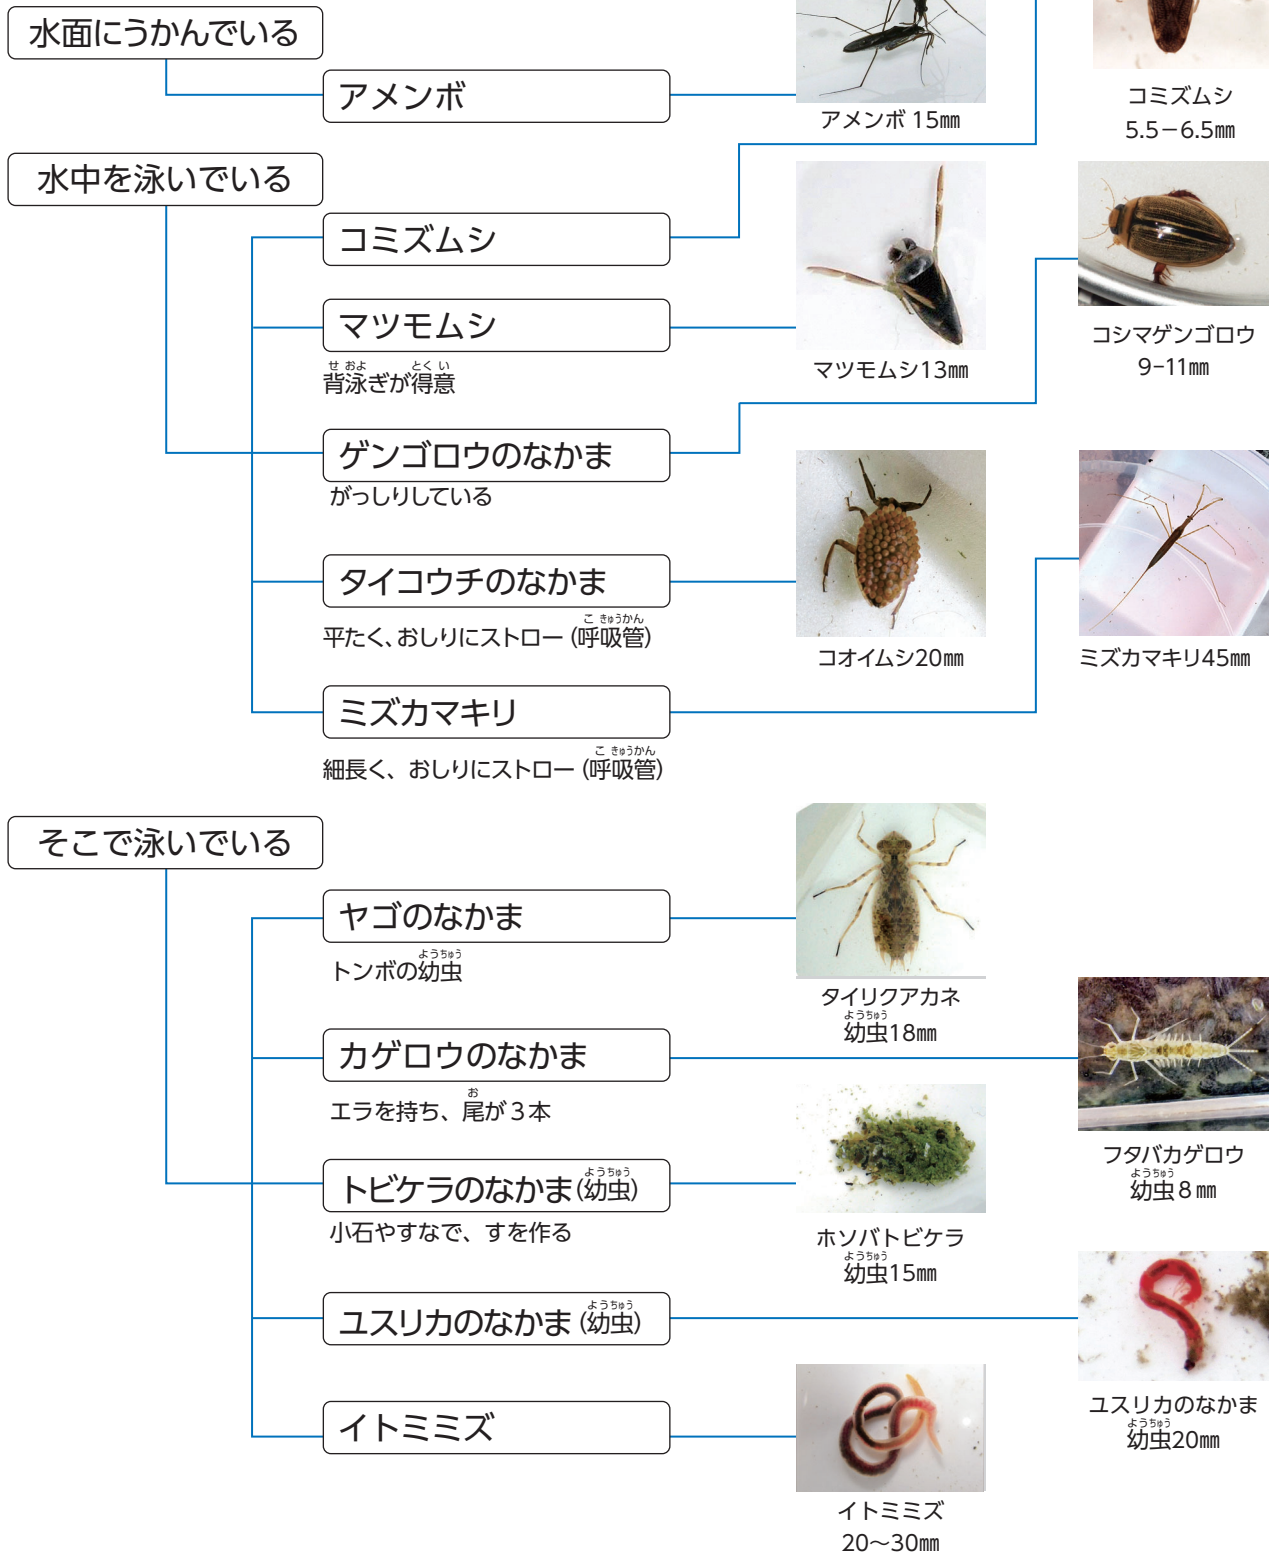 水面にうかんでいる
アメンボ
アメンボ 15㎜
コミズムシ
5.5－6.5㎜
水中を泳いでいる
コミズムシ
マツモムシ
せ およ とく い
背泳ぎが得意
マツモムシ13㎜
コシマゲンゴロウ
9−11㎜
ゲンゴロウのなかま
がっしりしている
タイコウチのなかま
こ きゅうかん
平たく、おしりにストロー (呼吸管)
コオイムシ20㎜
ミズカマキリ45㎜
ミズカマキリ
こ きゅうかん
細長く、おしりにストロー (呼吸管)
そこで泳いでいる
ヤゴのなかま
ようちゅう
トンボの幼虫
タイリクアカネ
ようちゅう
幼虫18㎜
カゲロウのなかま
お
エラを持ち、尾が３本
フタバカゲロウ
ようちゅう
幼虫８㎜
ようちゅう
トビケラのなかま (幼虫)
小石やすなで、すを作る
ホソバトビケラ
ようちゅう
幼虫15㎜
ようちゅう
ユスリカのなかま (幼虫)
ユスリカのなかま
ようちゅう
幼虫20㎜
イトミミズ
イトミミズ
20〜30㎜